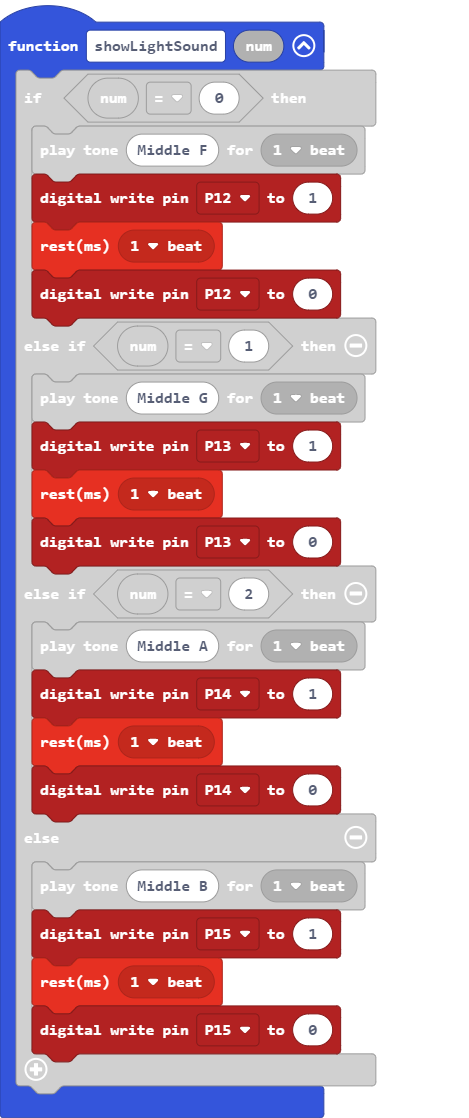 function showLightSound num
if num = 0 then
play tone Middle F for 1 beat
digital write pin P12 to 1
rest(ms) 1 beat
digital write pin P12 to 0
else if num = 1 then
play tone Middle G for 1 beat
digital write pin P13 to 1
rest(ms) 1 beat
digital write pin P13 to 0
else if num = 2 then
play tone Middle A for 1 beat
digital write pin P14 to 1
rest(ms) 1 beat
digital write pin P14 to 0
else
play tone Middle B for 1 beat
digital write pin P15 to 1
rest(ms) 1 beat
digital write pin P15 to 0